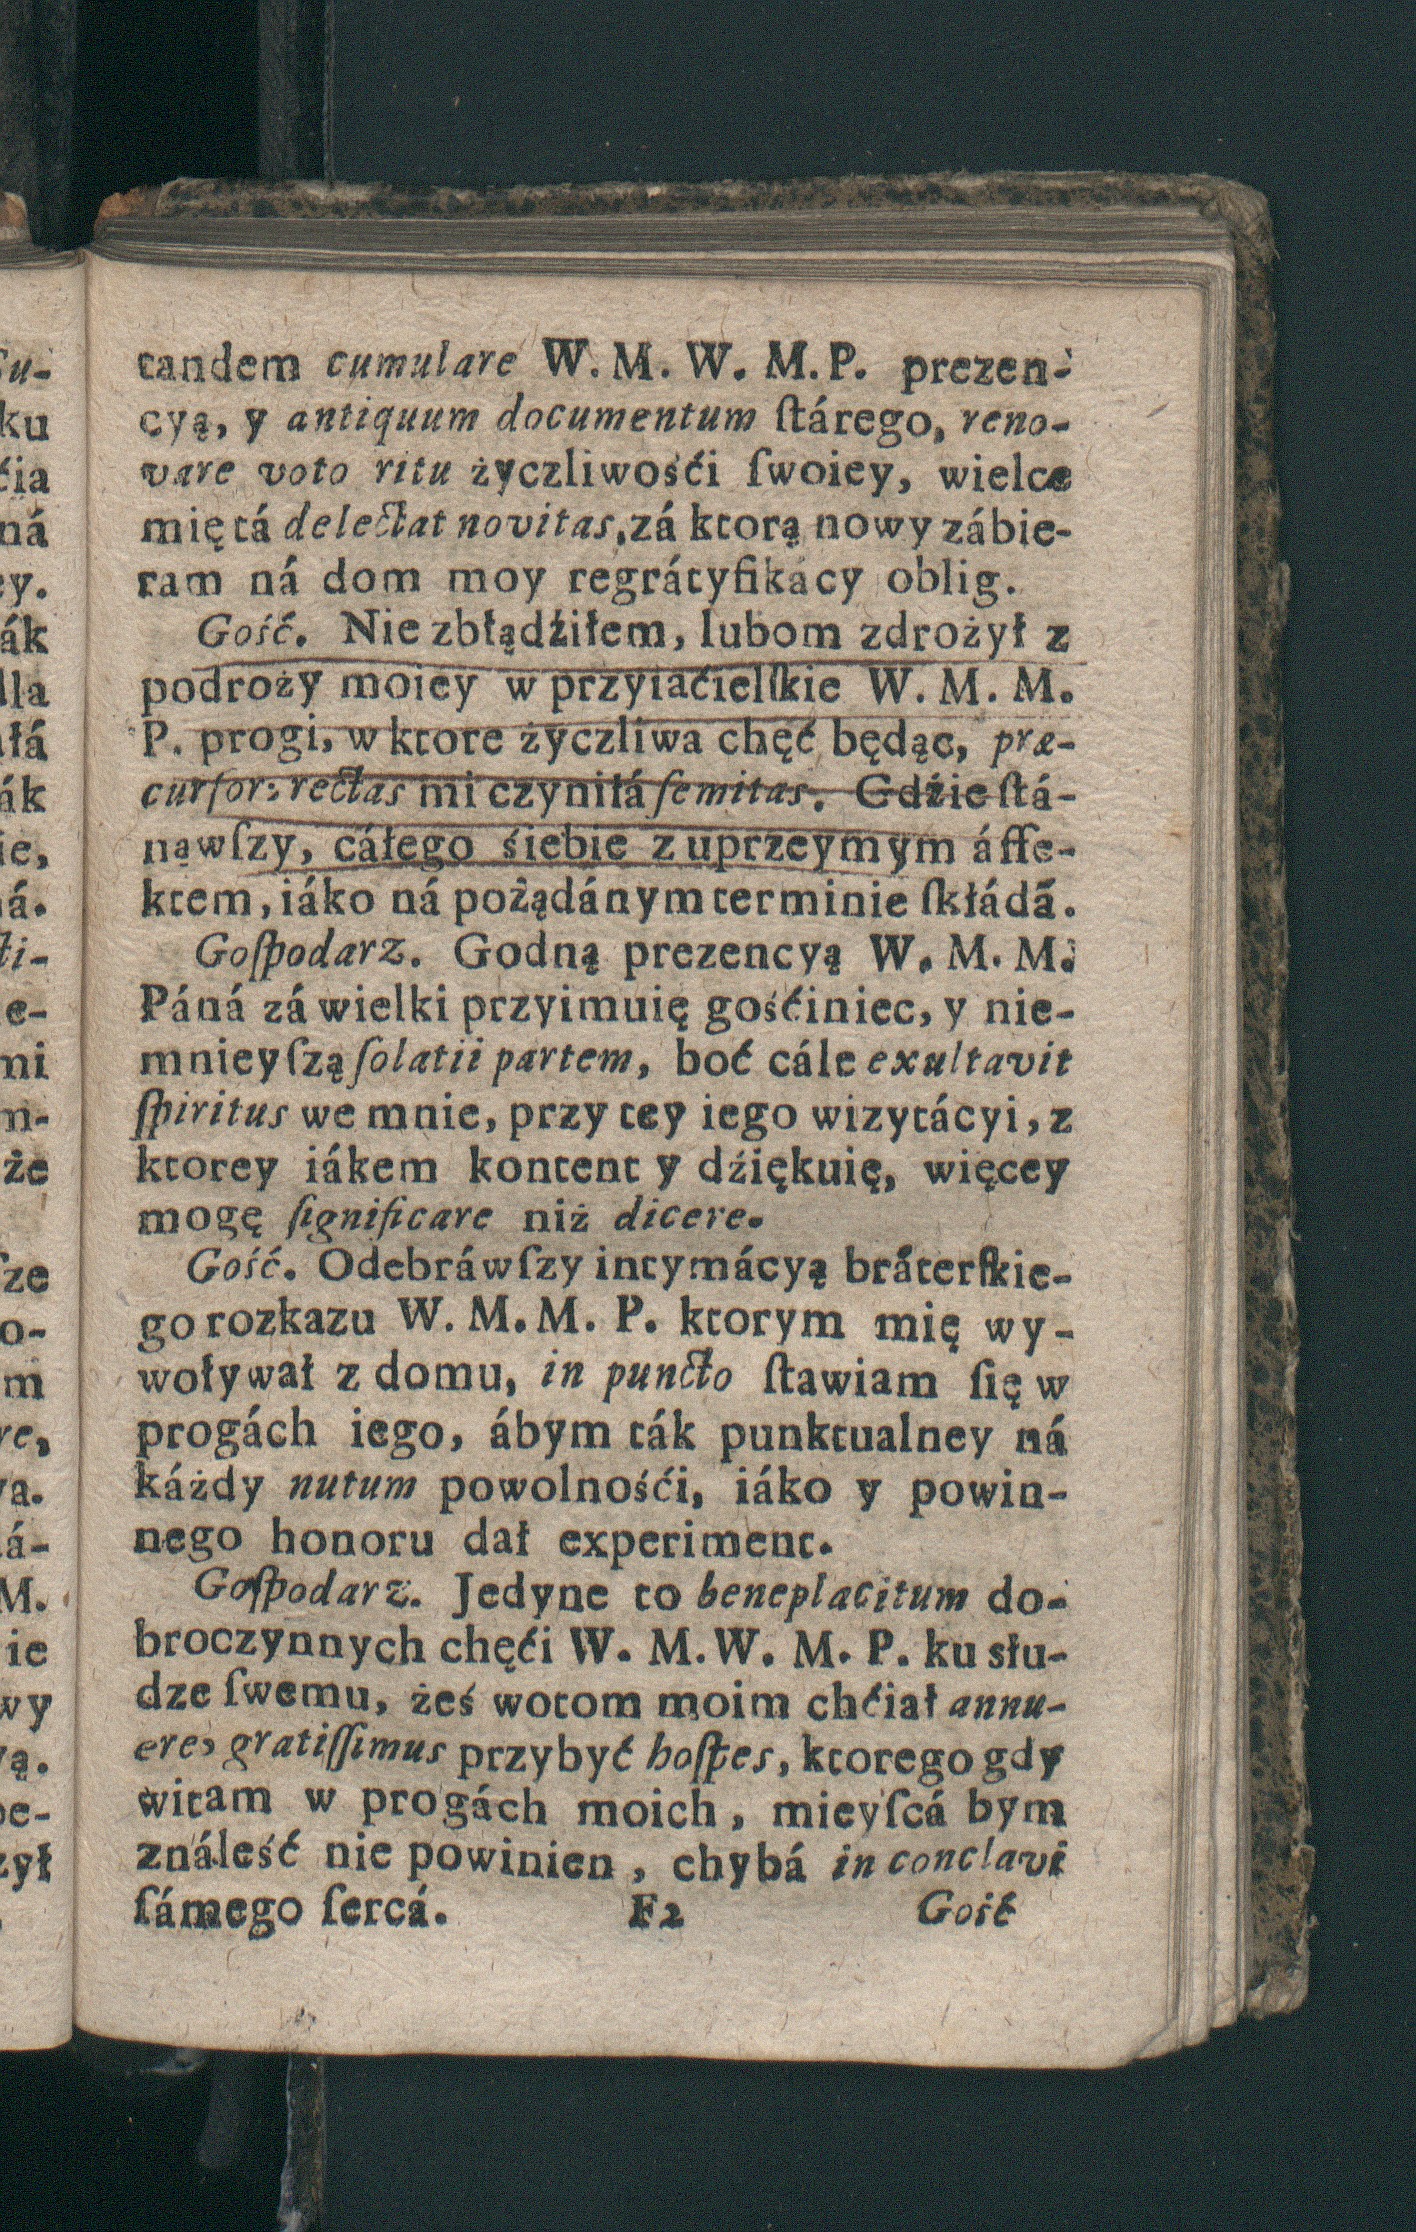 tandem cumulare W. M. W. M. P. prezen-
cyą, y antiquum documentum ſtárego, reno-
vare voto ritu życzliwośći ſwoiey, wielce
mię tá delectat novitas, zá ktorą nowy zábie-
ram ná dom moy regrátyfikácy oblig.
Gość. Nie zbłądźiłem, lubom zdrożył z
podroży moiey w przyiaćielſkie W. M. M.
P. progi, w ktore życzliwa chęć będąc, præ-
curſor: rectas mi czyniłá ſemitas. Gdźie ſtá-
nąwſzy, cáłego śiebie z uprzeymym áffe-
ktem, iáko ná pożądánym terminie ſkłádã.
Goſpodarz. Godną prezencyą W. M. M.
Páná zá wielki przyimuię gośćiniec, y nie-
mnieyſzą ſolatii partem, boć cále exultavit
ſpiritus we mnie, przy tey iego wizytácyi, z
ktorey iákem kontent y dźiękuię, więcey
mogę ſignificare niż dicere.
Gość. Odebráwſzy intymácyą bráterſkie-
go rozkazu W. M. M. P. ktorym mię wy-
woływał z domu, in puncto ſtawiam ſię w
progách iego, ábym ták punktualney ná
káżdy nutum powolnośći, iáko y powin-
nego honoru dał experiment.
Goſpodarz. Jedyne to beneplacitum do-
broczynnych chęći W. M. W. M. P. ku słu-
dze ſwemu, żeś wotom moim chćiał annu-
ere, gratiſſimus przybyć hoſpes, ktorego gdy
witam w progách moich, mieyſcá bym
ználeść nie powinien, chybá in conclavi
ſámego ſercá. F2 Gość